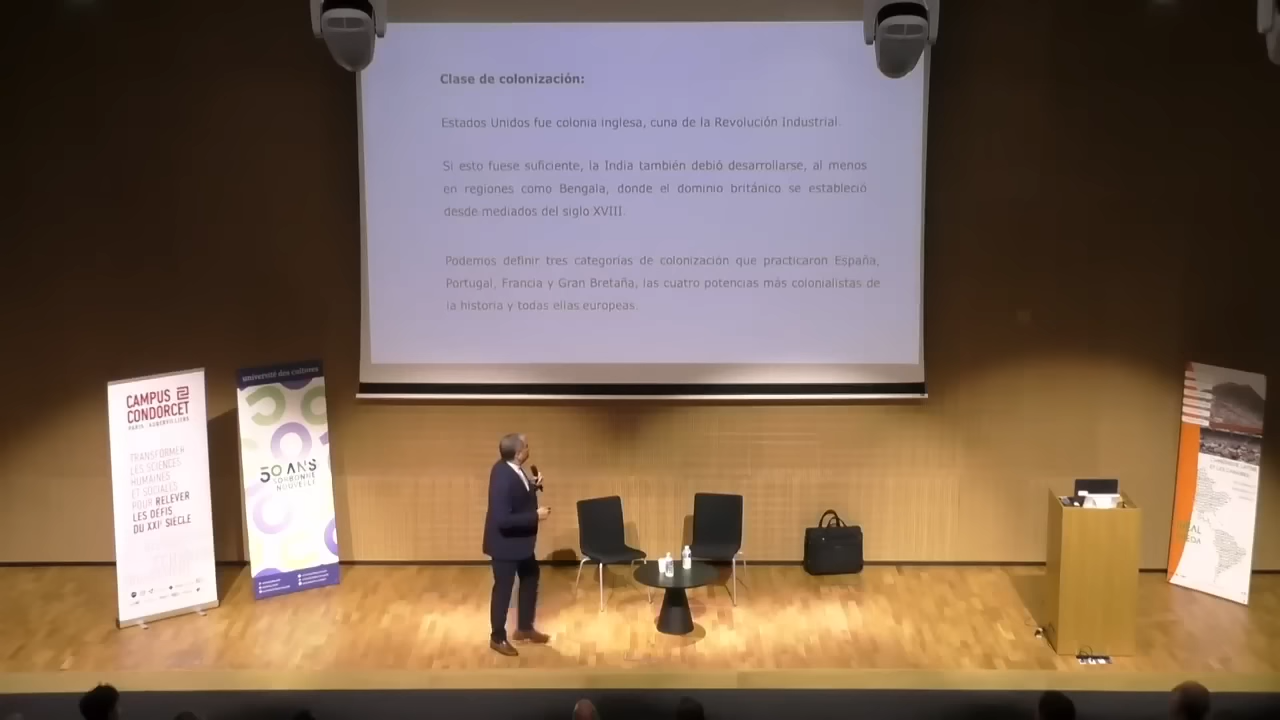 Clase de colonización:
Estados Unidos fue colonia inglesa, cuna de la Revolución Industrial.
Si esto fuese suficiente, la India también debió desarrollarse, al menos
en regiones como Bengala, donde el dominio británico se estableció
desde mediados del siglo XVIII.
Podemos definir tres categorías de colonización que practicaron España,
Portugal, Francia y Gran Bretaña, las cuatro potencias más colonialistas de
la historia y todas ellas europeas.
CAMPUS
CONDORCET
PARIS - AUBERVILLIERS
TRANSFORMER
LES SCIENCES
HUMAINES
ET SOCIALES
POUR RELEVER
LES DÉFIS
DU XXIe SIÈCLE
université des cultures
50 ANS
SORBONNE
NOUVELLE